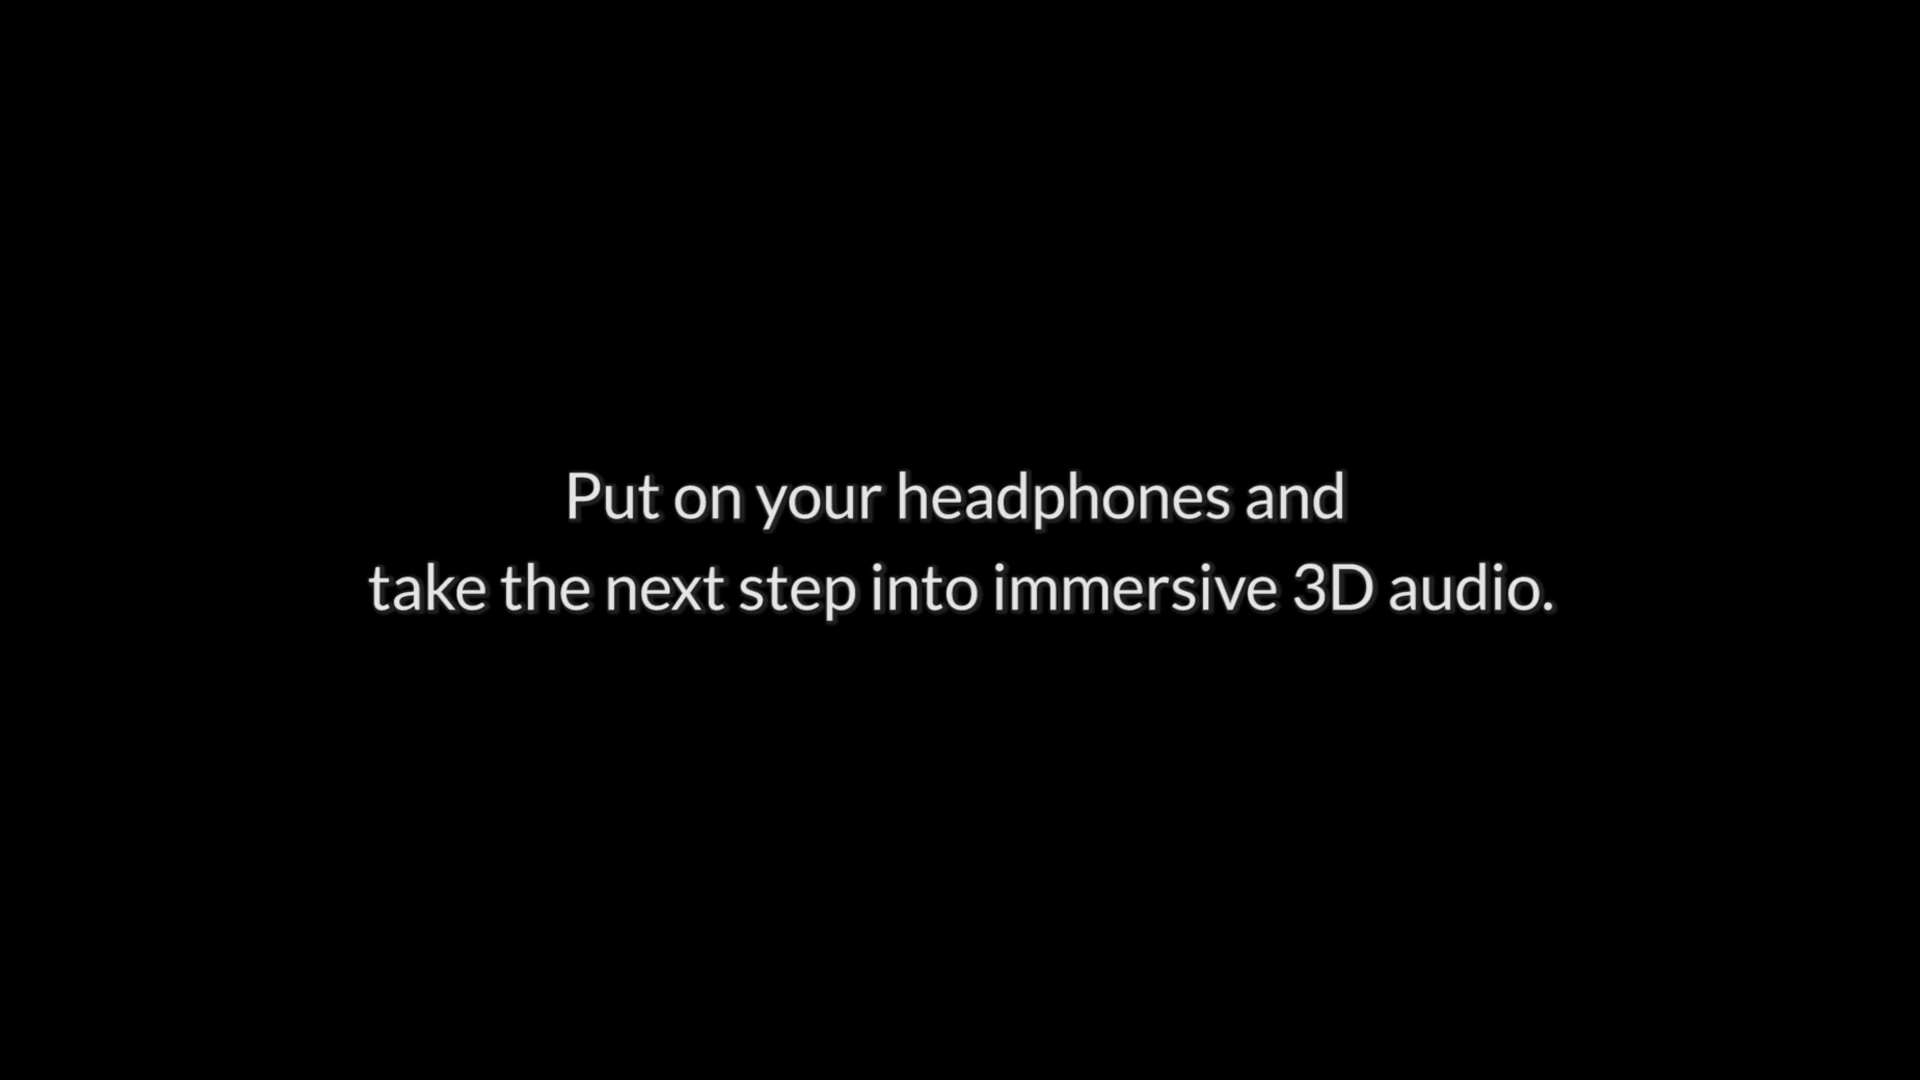 Put on your headphones and
take the next step into immersive 3D audio.